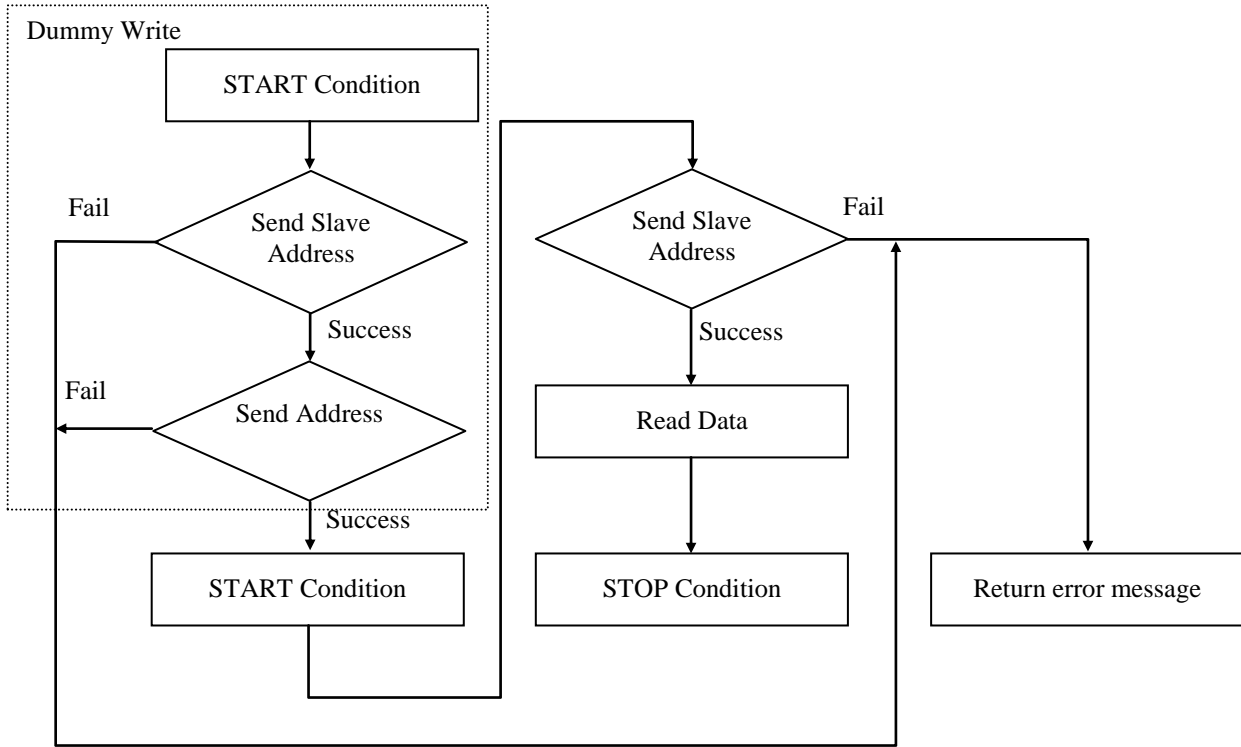 Dummy Write
START Condition
Fail
Send Slave
Address
Success
Fail
Send Address
Success
START Condition
Send Slave
Address
Fail
Success
Read Data
STOP Condition
Return error message